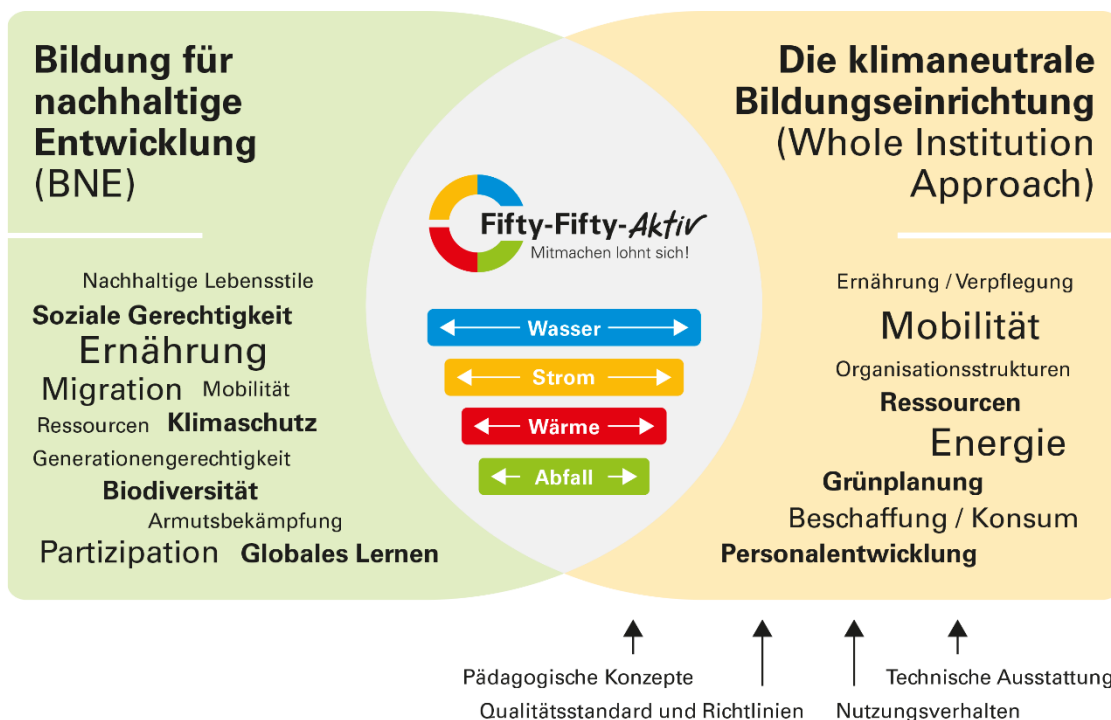 Bildung für
nachhaltige
Entwicklung
(BNE)
Nachhaltige Lebensstile
Soziale Gerechtigkeit
Ernährung
Migration Mobilität
Ressourcen Klimaschutz
Generationengerechtigkeit
Biodiversität
Armutsbekämpfung
Partizipation Globales Lernen
Fifty-Fifty-Aktiv
Mitmachen lohnt sich!
Wasser
Strom
Wärme
Abfall
Die klimaneutrale
Bildungseinrichtung
(Whole Institution
Approach)
Ernährung / Verpflegung
Mobilität
Organisationsstrukturen
Ressourcen
Energie
Grünplanung
Beschaffung / Konsum
Personalentwicklung
Pädagogische Konzepte
Technische Ausstattung
Qualitätsstandard und Richtlinien
Nutzungsverhalten